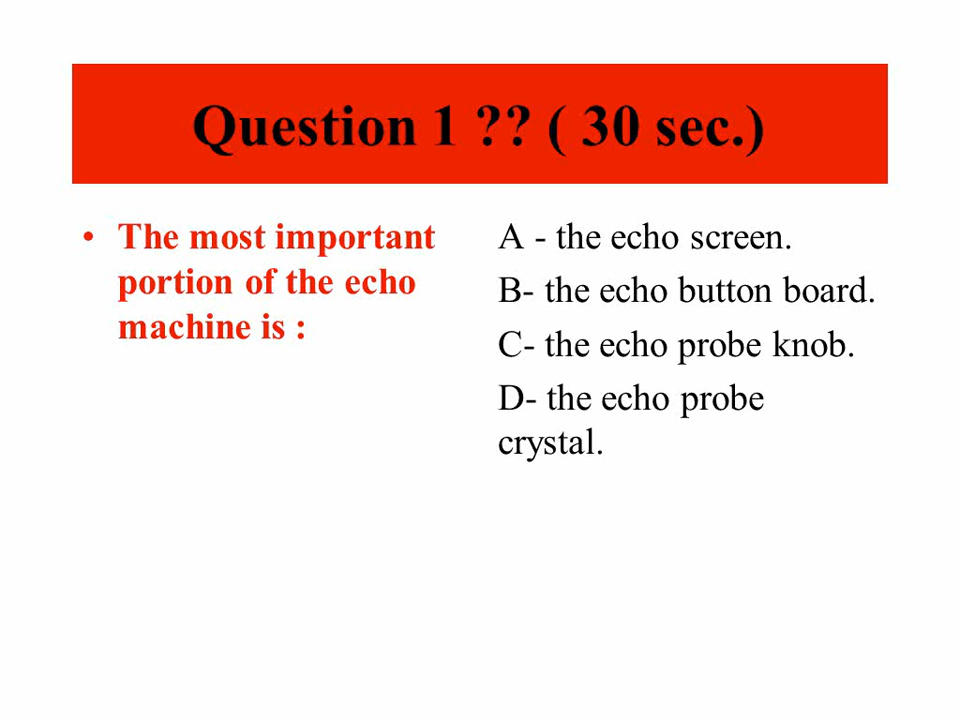 Question 1 ?? ( 30 sec.)
• The most important
portion of the echo
machine is :
A - the echo screen.
B- the echo button board.
C- the echo probe knob.
D- the echo probe
crystal.